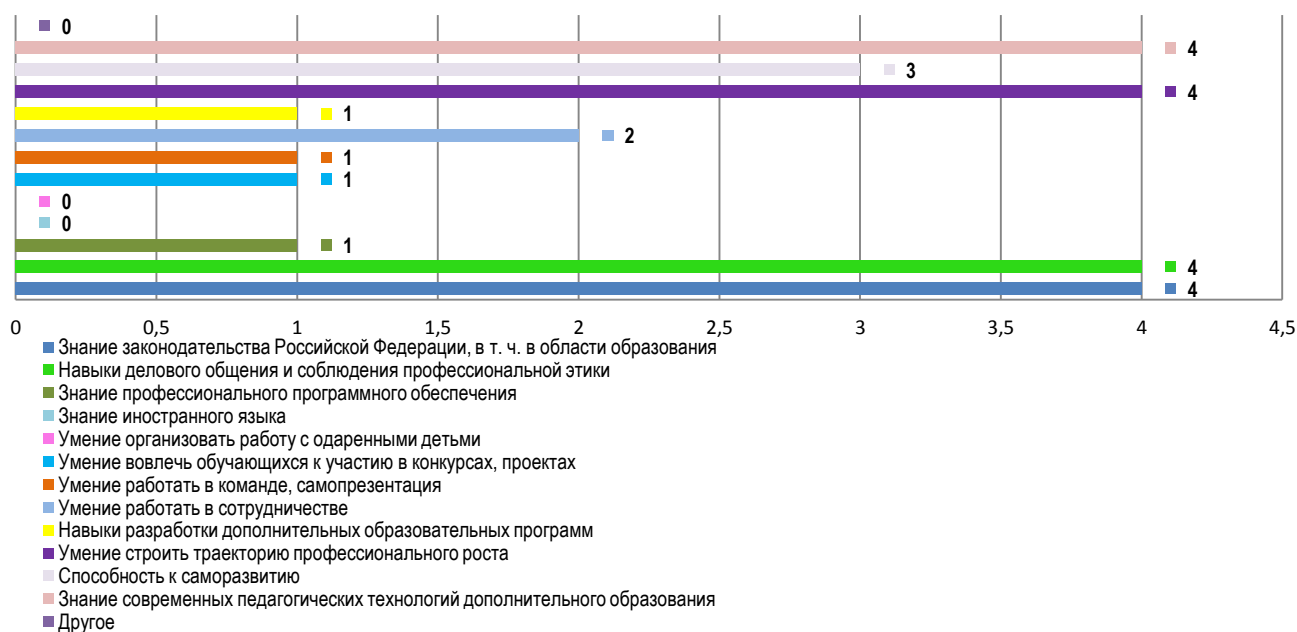 0
4
3
4
1
2
1
1
0
0
1
4
4
0 0,5 1 1,5 2 2,5 3 3,5 4 4,5
Знание законодательства Российской Федерации, в т. ч. в области образования
Навыки делового общения и соблюдения профессиональной этики
Знание профессионального программного обеспечения
Знание иностранного языка
Умение организовать работу с одаренными детьми
Умение вовлечь обучающихся к участию в конкурсах, проектах
Умение работать в команде, самопрезентация
Умение работать в сотрудничестве
Навыки разработки дополнительных образовательных программ
Умение строить траекторию профессионального роста
Способность к саморазвитию
Знание современных педагогических технологий дополнительного образования
Другое